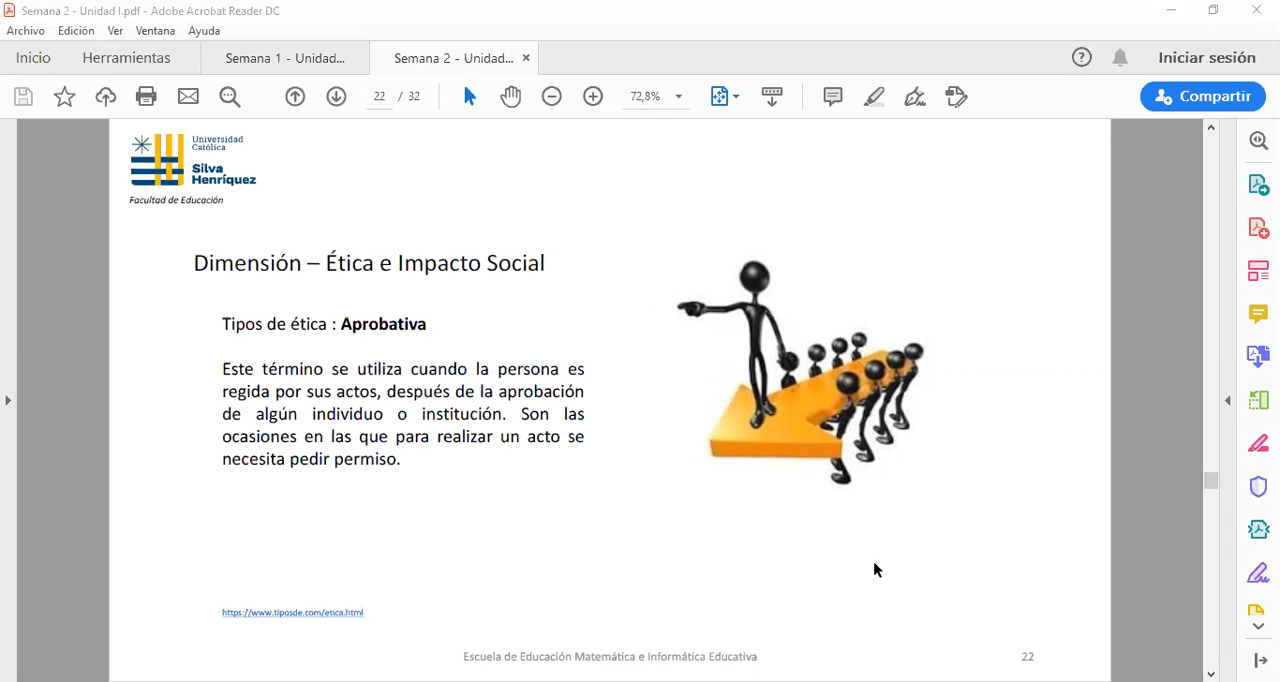 Semana 2 - Unidad I.pdf - Adobe Acrobat Reader DC
Archivo Edición Ver Ventana Ayuda
Inicio Herramientas Semana 1 - Unidad... Semana 2 - Unidad... × Iniciar sesión
22 / 32 72,8% Compartir
Universidad
Católica
Silva
Henríquez
Facultad de Educación
Dimensión – Ética e Impacto Social
Tipos de ética : Aprobativa
Este término se utiliza cuando la persona es
regida por sus actos, después de la aprobación
de algún individuo o institución. Son las
ocasiones en las que para realizar un acto se
necesita pedir permiso.
https://www.tiposde.com/etica.html
Escuela de Educación Matemática e Informática Educativa 22